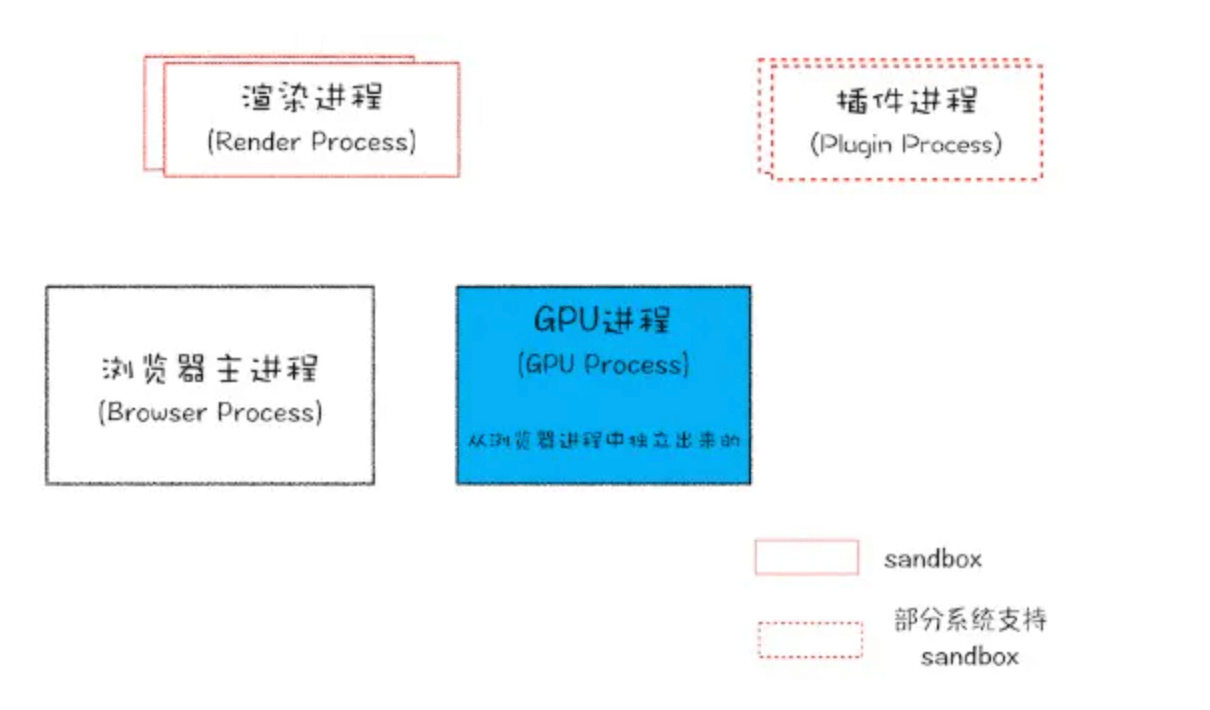 渲染进程
(Render Process)
插件进程
(Plugin Process)
浏览器主进程
(Browser Process)
GPU进程
(GPU Process)
从浏览器进程中独立出来的
sandbox
部分系统支持
sandbox